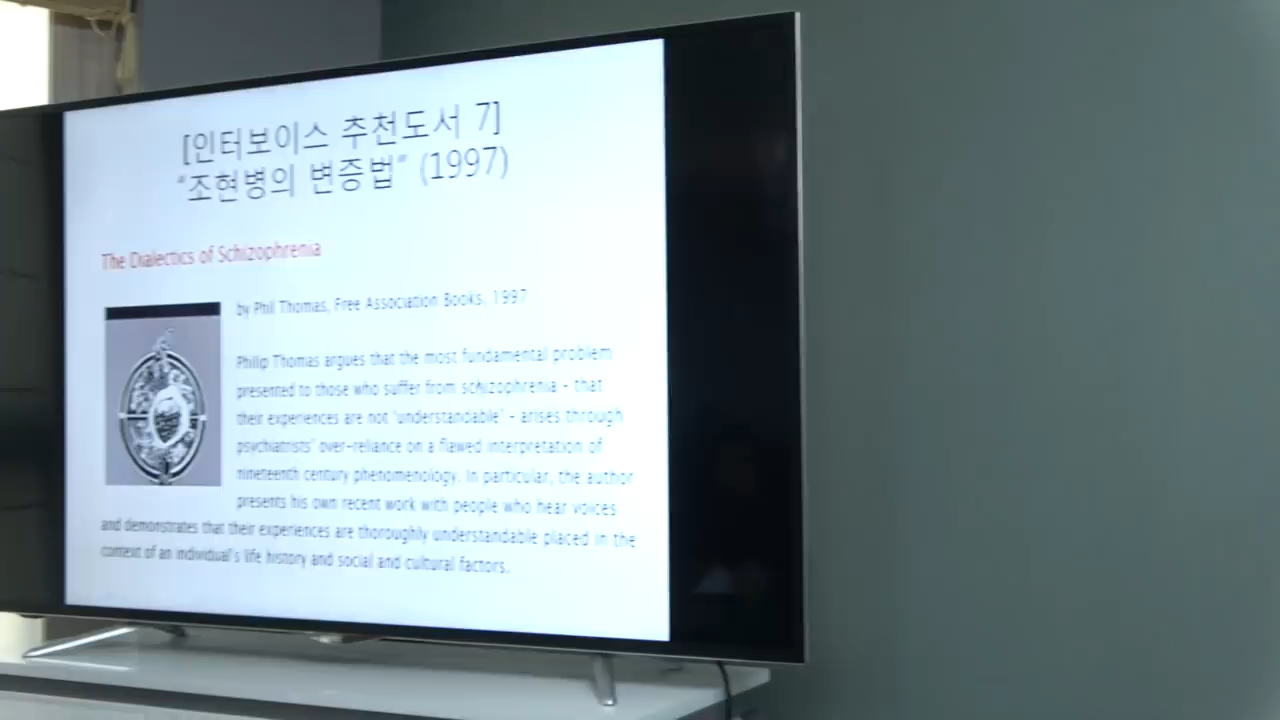 [인터보이스 추천도서 7]
“조현병의 변증법” (1997)
The Dialectics of Schizophrenia
by Phil Thomas, Free Association Books, 1997
Philip Thomas argues that the most fundamental problem
presented to those who suffer from schizophrenia - that
their experiences are not 'understandable' - arises through
psychiatrists' over-reliance on a flawed interpretation of
nineteenth century phenomenology. In particular, the author
presents his own recent work with people who hear voices
and demonstrates that their experiences are thoroughly understandable placed in the
context of an individual's life history and social and cultural factors.